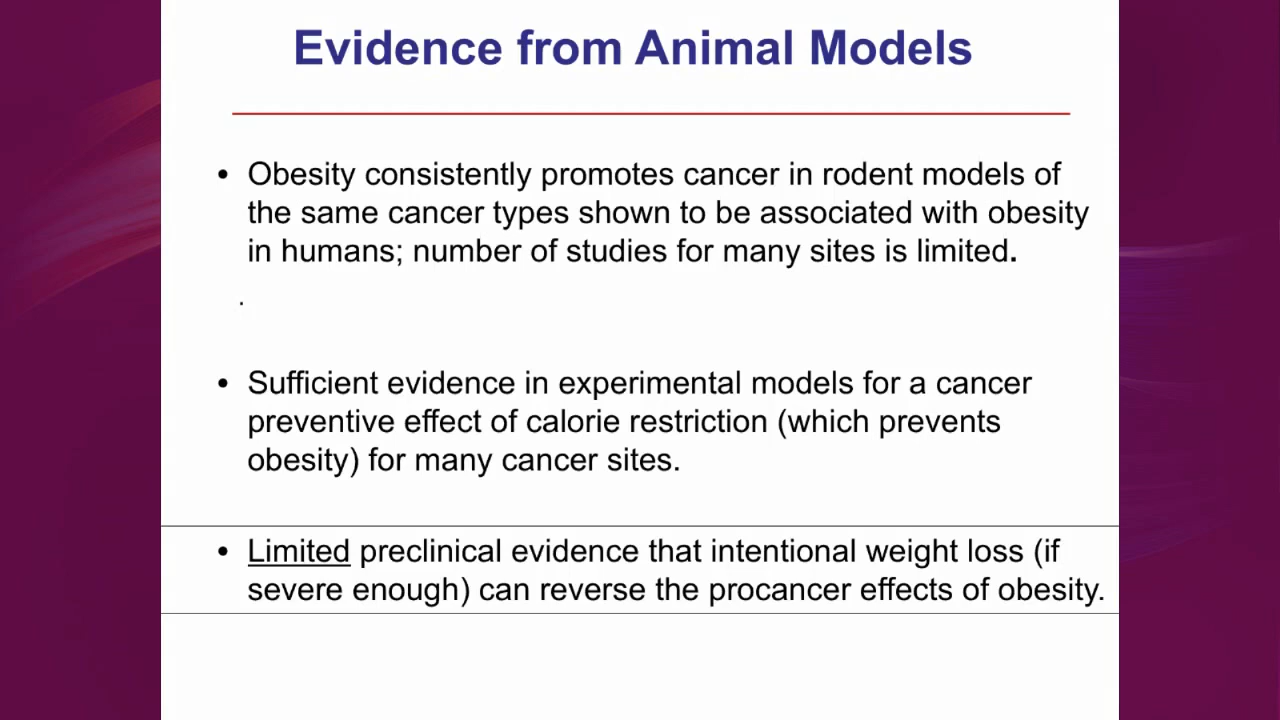 Evidence from Animal Models
• Obesity consistently promotes cancer in rodent models of
the same cancer types shown to be associated with obesity
in humans; number of studies for many sites is limited.
.
• Sufficient evidence in experimental models for a cancer
preventive effect of calorie restriction (which prevents
obesity) for many cancer sites.
• Limited preclinical evidence that intentional weight loss (if
severe enough) can reverse the procancer effects of obesity.